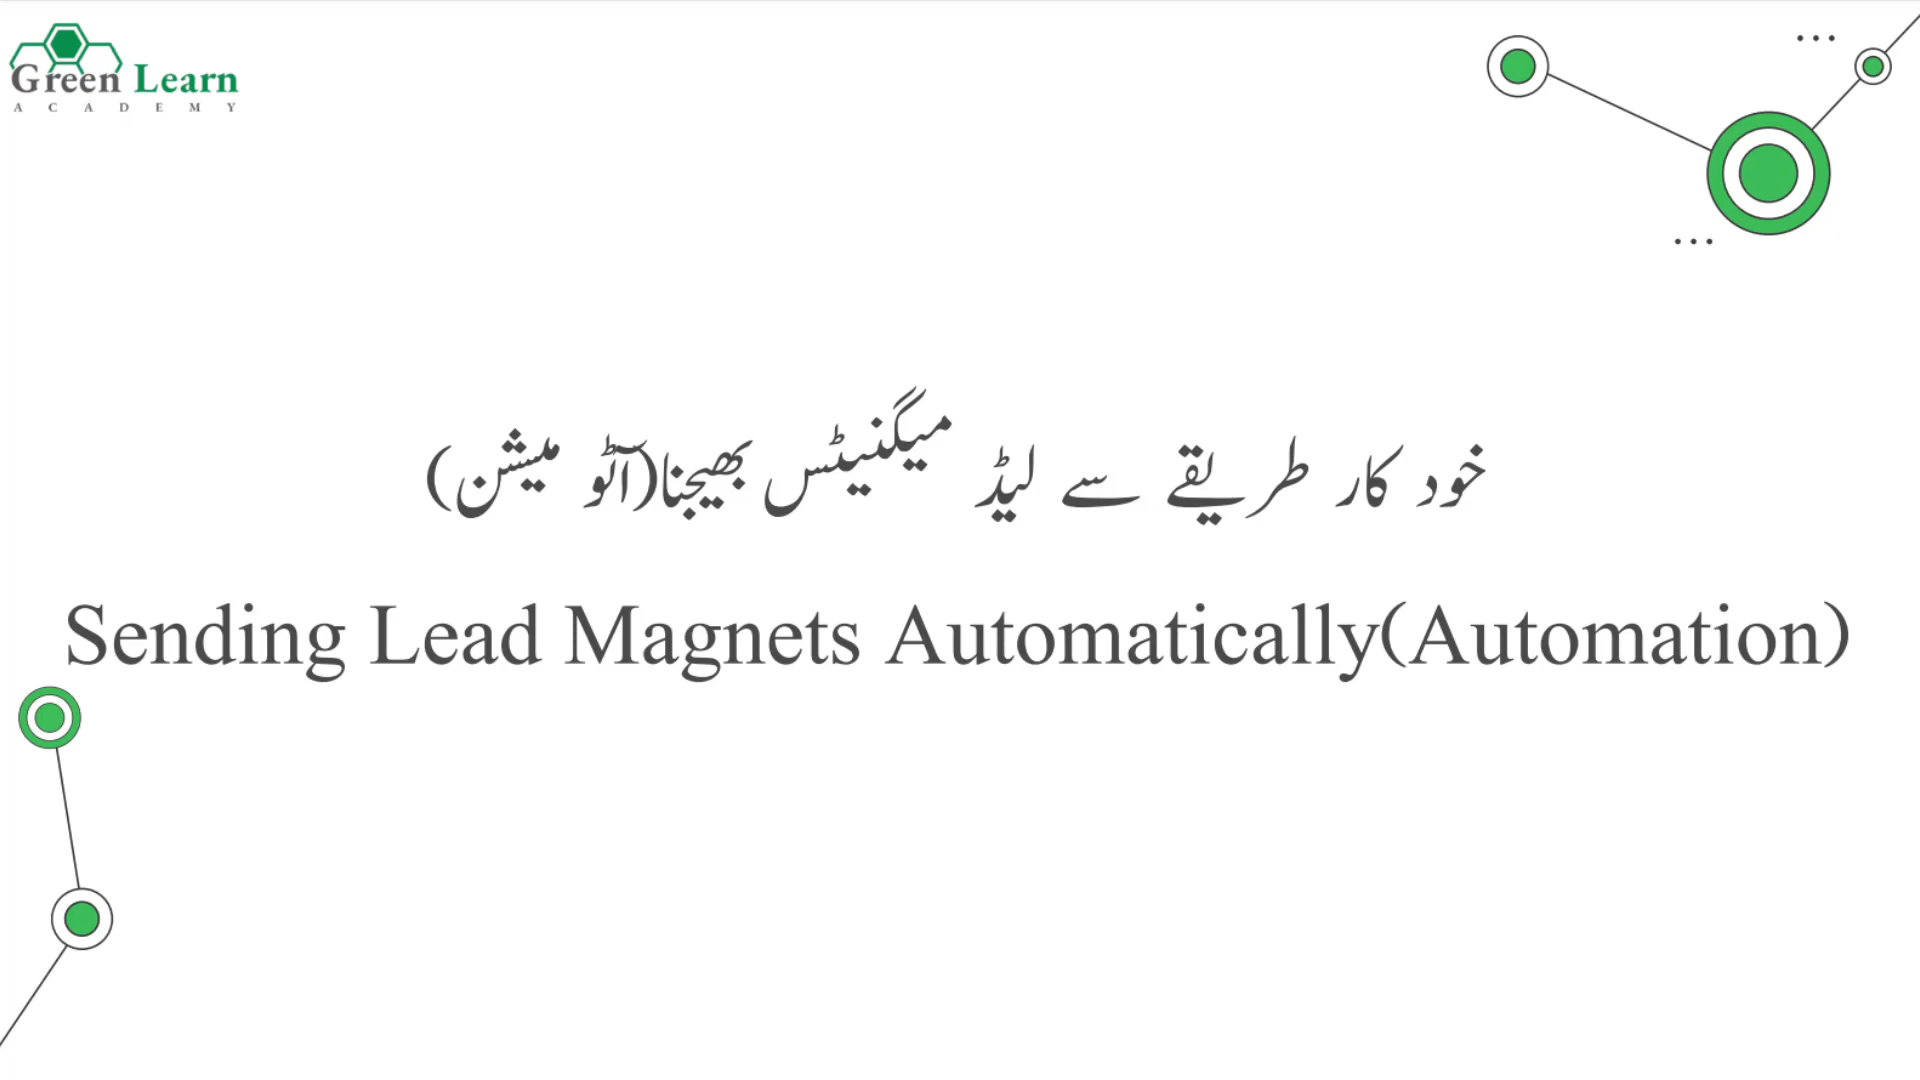 Green Learn
ACADEMY
خود کار طریقے سے لیڈ میگنیٹس بھیجنا(آٹو میشن)
Sending Lead Magnets Automatically(Automation)